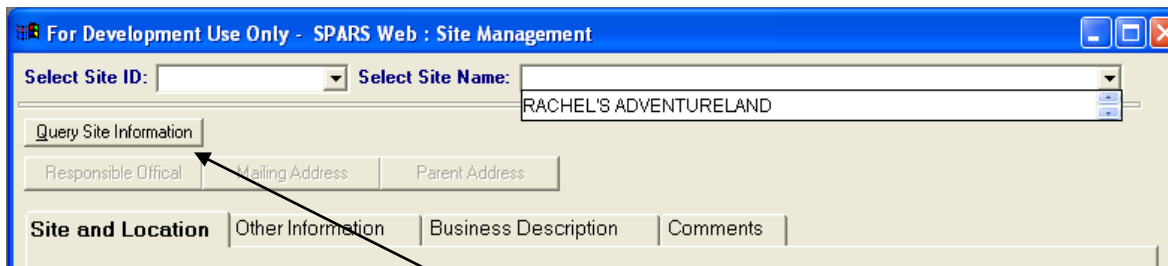 For Development Use Only - SPARS Web : Site Management
Select Site ID: Select Site Name:
RACHEL'S ADVENTURELAND
Query Site Information
Responsible Offical Mailing Address Parent Address
Site and Location Other Information Business Description Comments